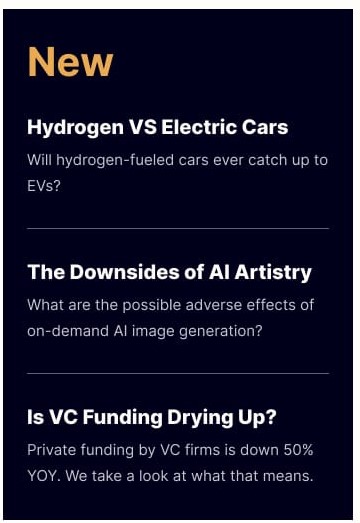 New
Hydrogen VS Electric Cars
Will hydrogen-fueled cars ever catch up to
EVs?
The Downsides of AI Artistry
What are the possible adverse effects of
on-demand AI image generation?
Is VC Funding Drying Up?
Private funding by VC firms is down 50%
YOY. We take a look at what that means.